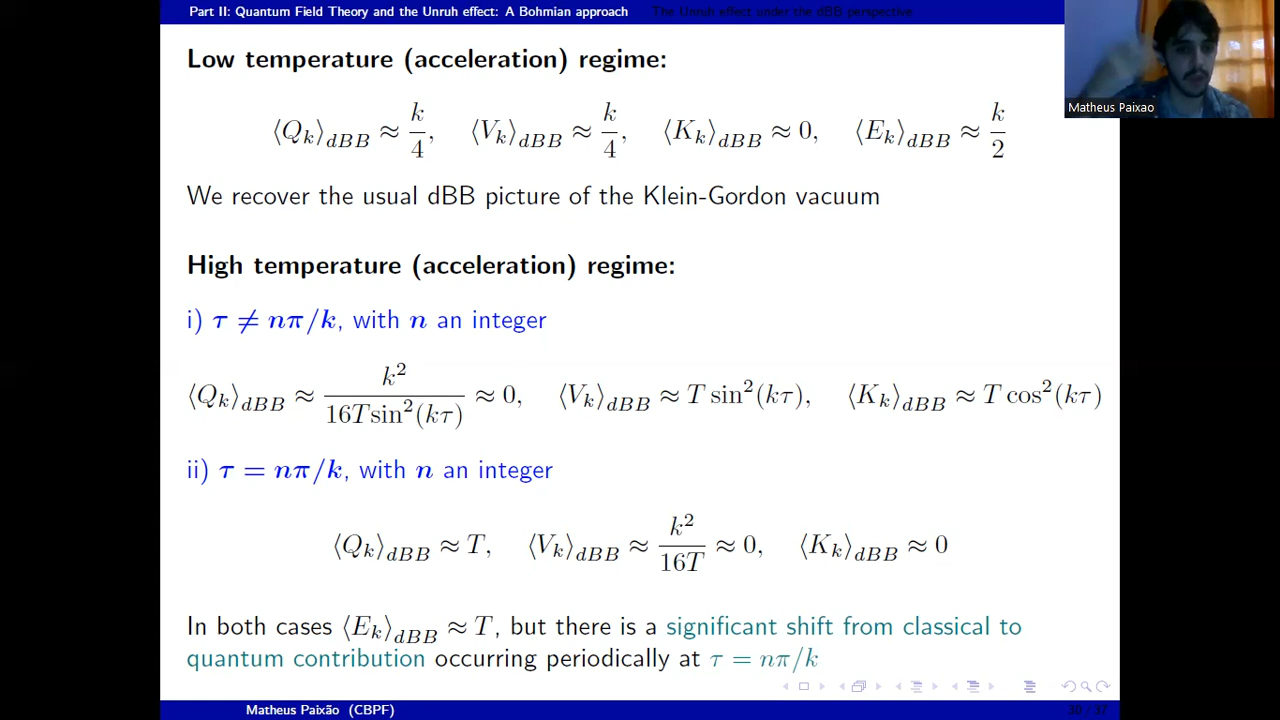 Part II: Quantum Field Theory and the Unruh effect: A Bohmian approach The Unruh effect under the dBB perspective
Matheus Paixao
Low temperature (acceleration) regime:
⟨Q_k⟩_dBB ≈ k/4, ⟨V_k⟩_dBB ≈ k/4, ⟨K_k⟩_dBB ≈ 0, ⟨E_k⟩_dBB ≈ k/2
We recover the usual dBB picture of the Klein-Gordon vacuum
High temperature (acceleration) regime:
i) τ ≠ nπ/k, with n an integer
⟨Q_k⟩_dBB ≈ k²/(16T sin²(kτ)) ≈ 0, ⟨V_k⟩_dBB ≈ T sin²(kτ), ⟨K_k⟩_dBB ≈ T cos²(kτ)
ii) τ = nπ/k, with n an integer
⟨Q_k⟩_dBB ≈ T, ⟨V_k⟩_dBB ≈ k²/(16T) ≈ 0, ⟨K_k⟩_dBB ≈ 0
In both cases ⟨E_k⟩_dBB ≈ T, but there is a significant shift from classical to
quantum contribution occurring periodically at τ = nπ/k
Matheus Paixão (CBPF) 30 / 37